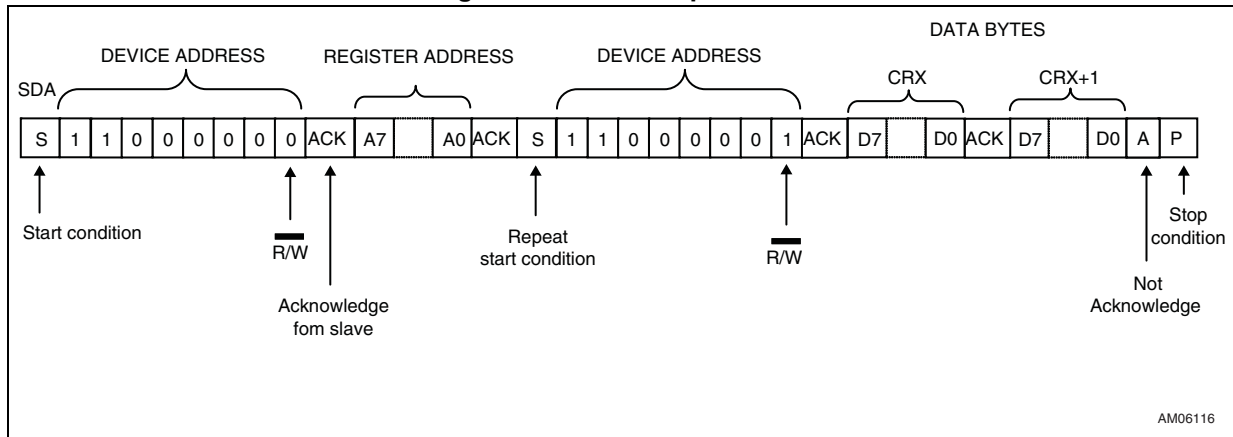 DATA BYTES
DEVICE ADDRESS REGISTER ADDRESS DEVICE ADDRESS CRX CRX+1
SDA
S 1 1 0 0 0 0 0 0 ACK A7 A0 ACK S 1 1 0 0 0 0 0 1 ACK D7 D0 ACK D7 D0 A P
Start condition
R/W
Acknowledge
fom slave
Repeat
start condition
R/W
Not
Acknowledge
Stop
condition
AM06116